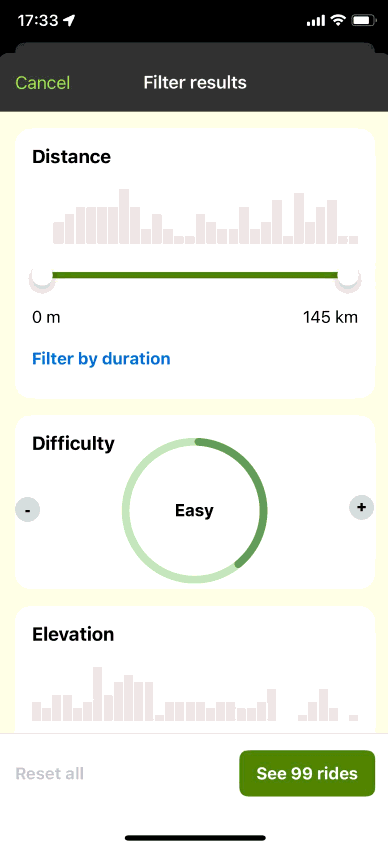 17:33
Cancel
Filter results
Distance
0 m
145 km
Filter by duration
Difficulty
-
Easy
+
Elevation
Reset all
See 99 rides